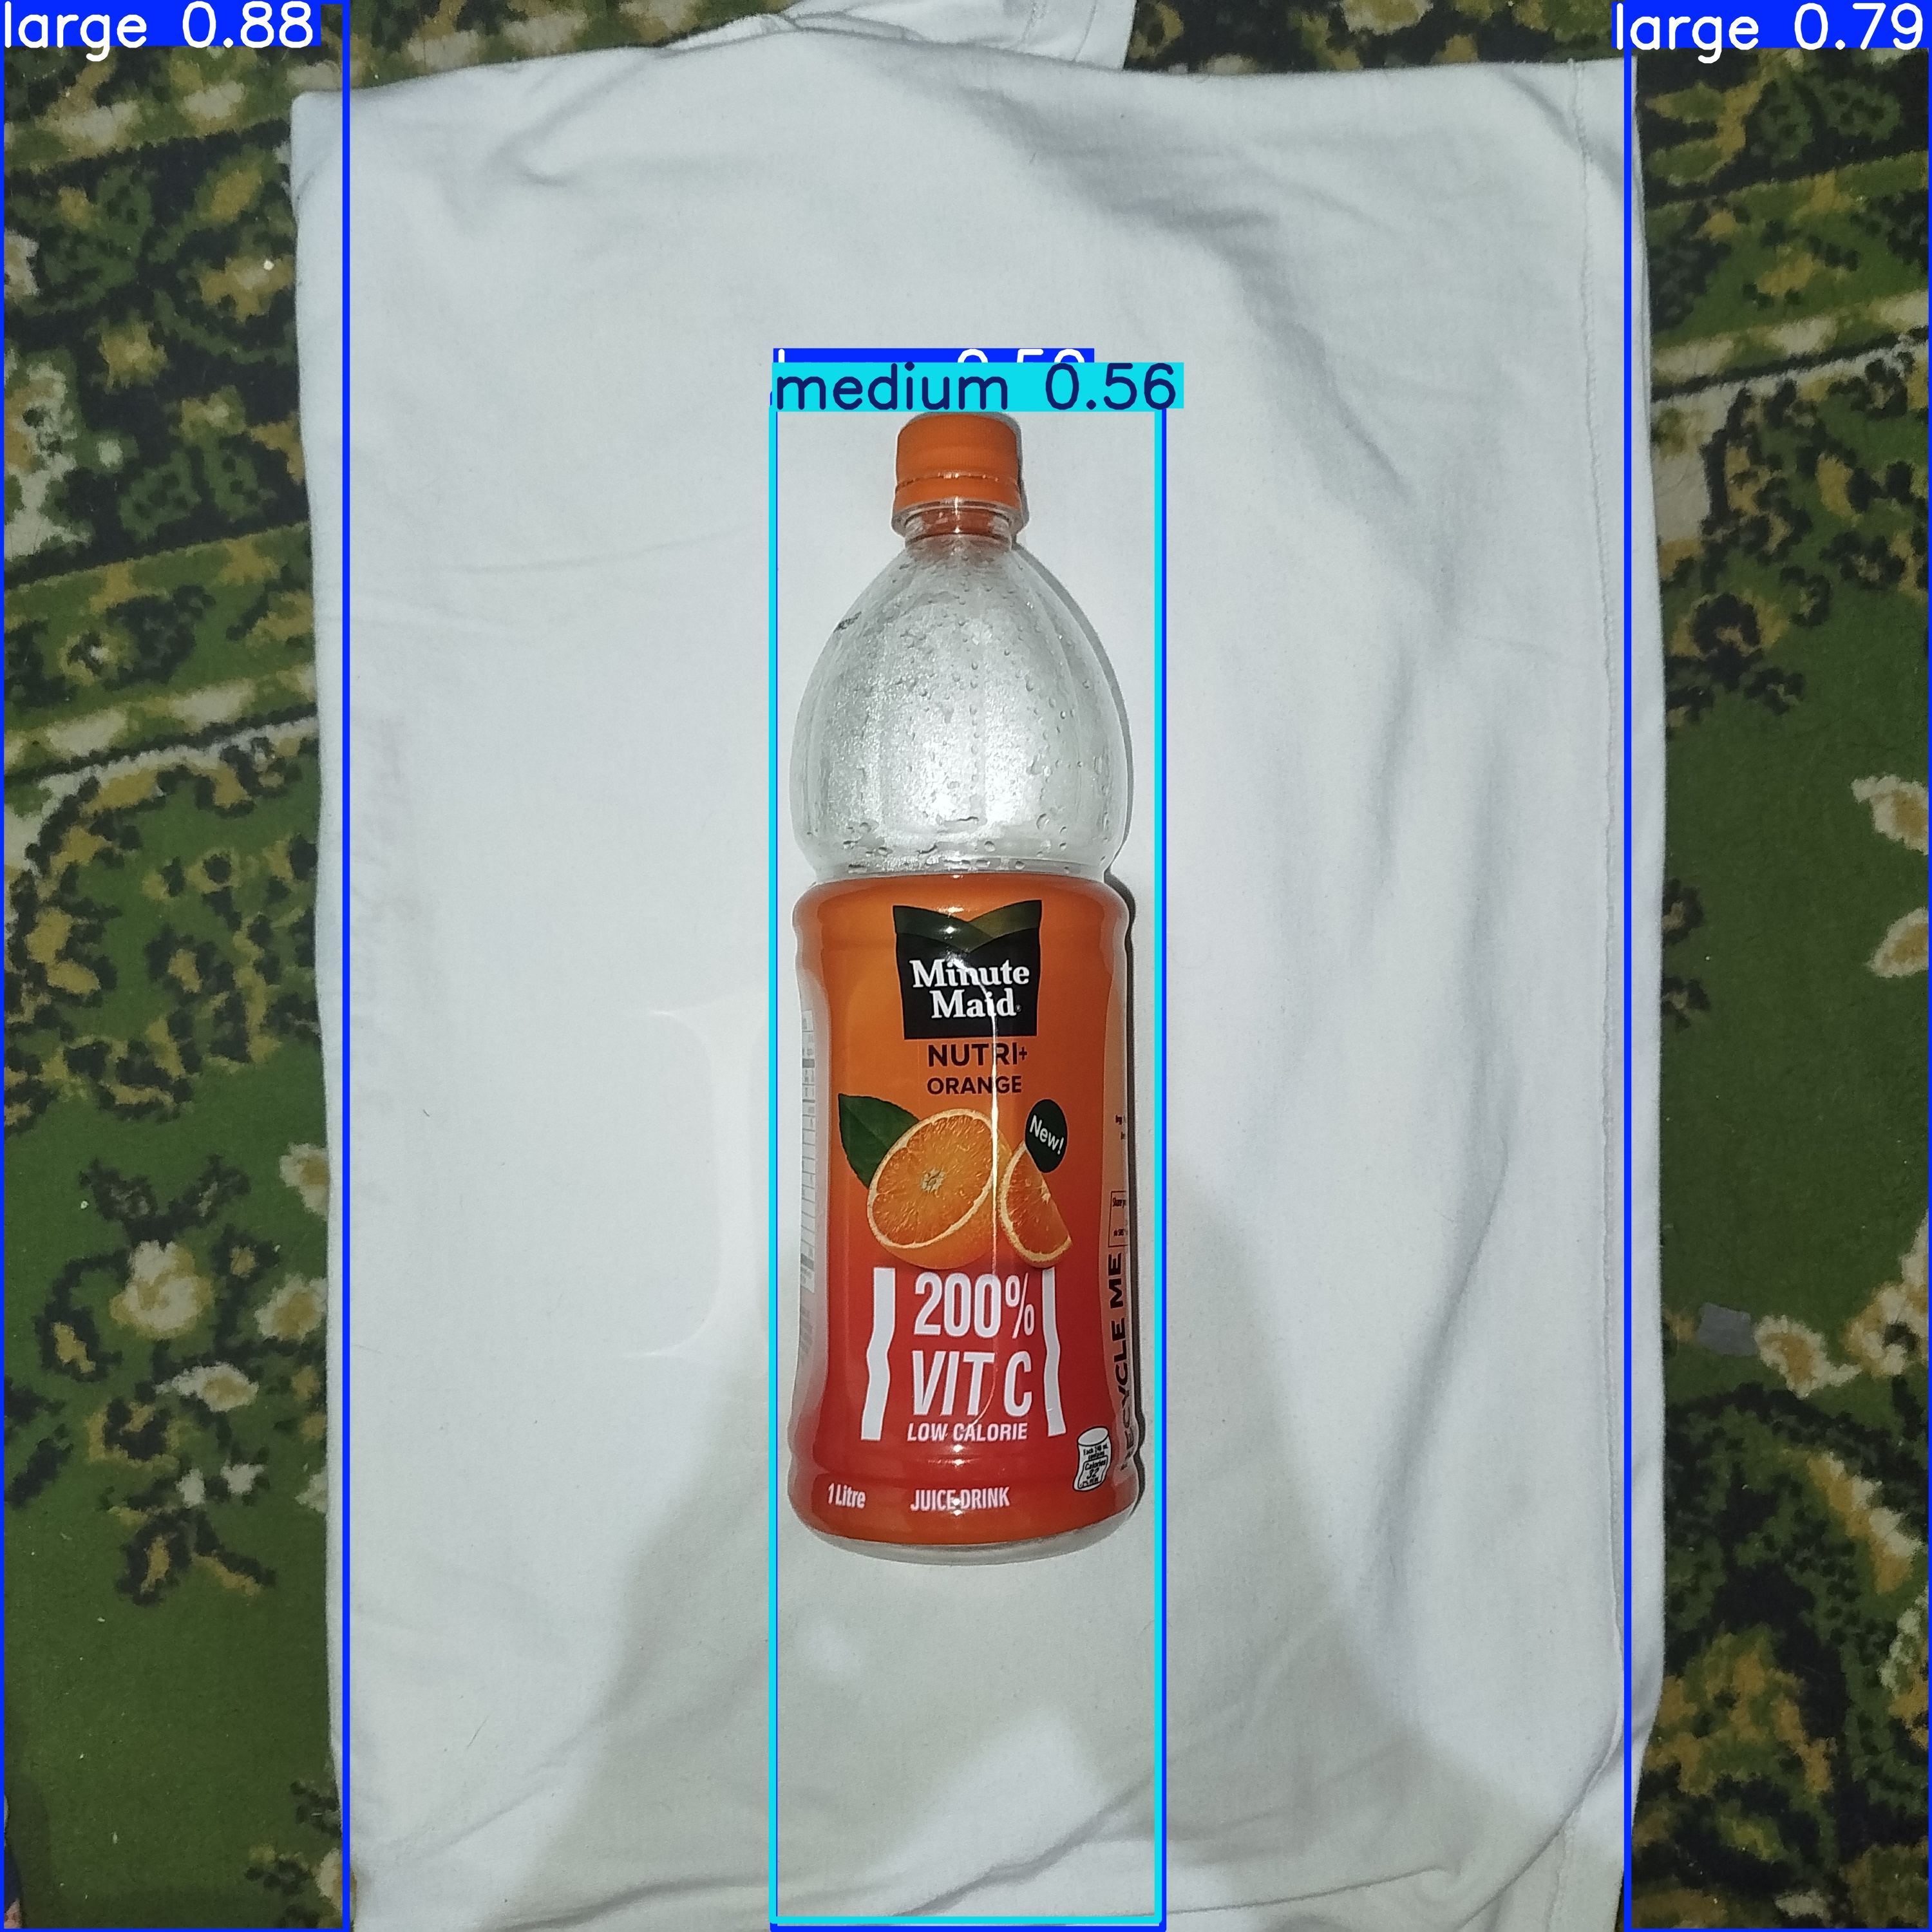 large 0.88
large 0.79
medium 0.56
Minute
Maid
NUTRI+
ORANGE
New!
200%
VIT C
LOW CALORIE
RECYCLE ME
1 Litre
JUICE DRINK